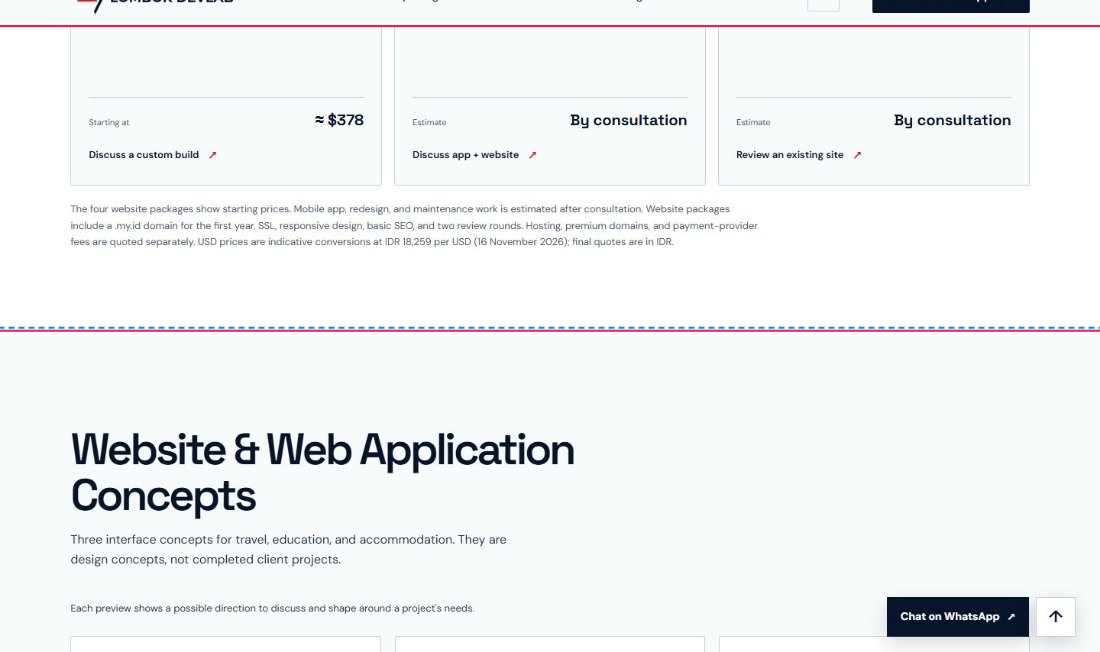 LOMBOK DEVLAB
Starting at ≈ $378
Discuss a custom build ↗
Estimate By consultation
Discuss app + website ↗
Estimate By consultation
Review an existing site ↗
The four website packages show starting prices. Mobile app, redesign, and maintenance work is estimated after consultation. Website packages
include a .my.id domain for the first year, SSL, responsive design, basic SEO, and two review rounds. Hosting, premium domains, and payment-provider
fees are quoted separately. USD prices are indicative conversions at IDR 18,259 per USD (16 November 2026); final quotes are in IDR.
Website & Web Application
Concepts
Three interface concepts for travel, education, and accommodation. They are
design concepts, not completed client projects.
Each preview shows a possible direction to discuss and shape around a project's needs.
Chat on WhatsApp ↗